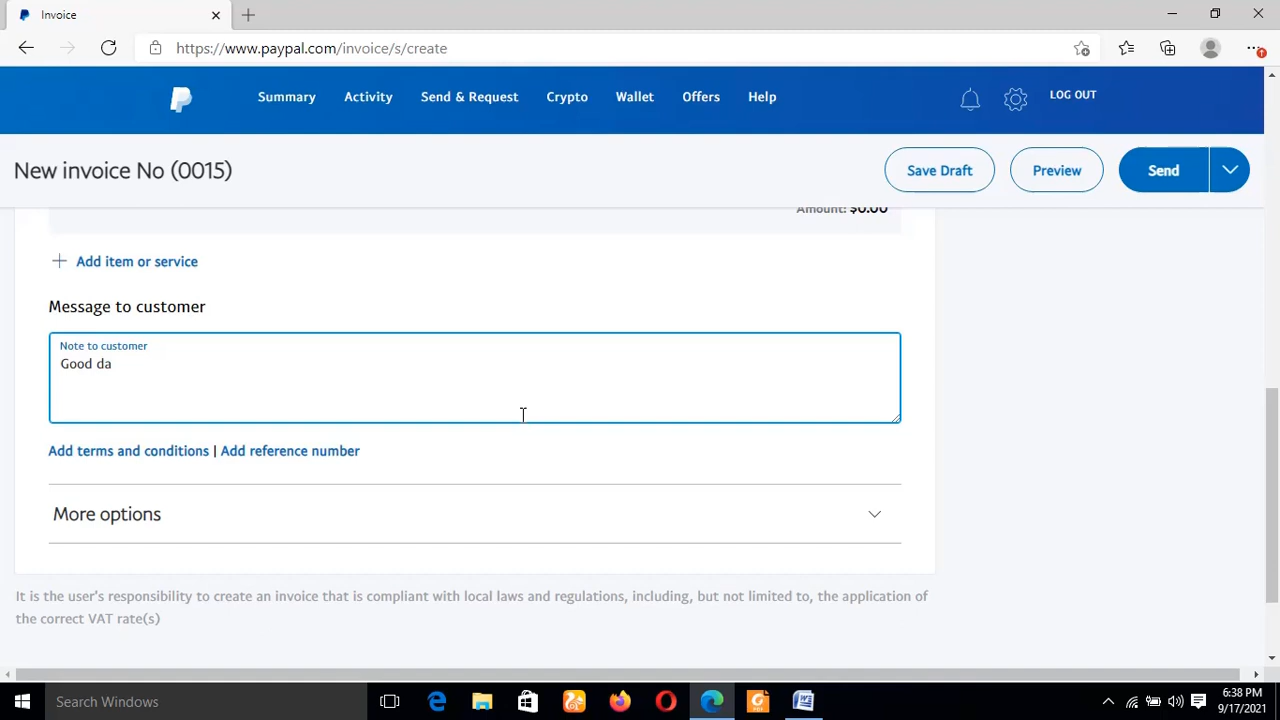 Invoice
https://www.paypal.com/invoice/s/create
Summary
Activity
Send & Request
Crypto
Wallet
Offers
Help
LOG OUT
New invoice No (0015)
Save Draft
Preview
Send
Amount: $0.00
Add item or service
Message to customer
Note to customer
Good da
Add terms and conditions | Add reference number
More options
It is the user's responsibility to create an invoice that is compliant with local laws and regulations, including, but not limited to, the application of
the correct VAT rate(s)
Search Windows
6:38 PM
9/17/2021